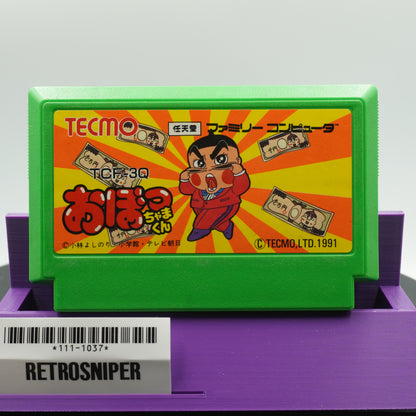 TECMO
任天堂 ファミリー コンピュータ
TCF-3Q
おぼっちゃまくん
©小林よしのり/小学館・テレビ朝日
©TECMO,LTD.1991
*111-1037*
RETROSNIPER